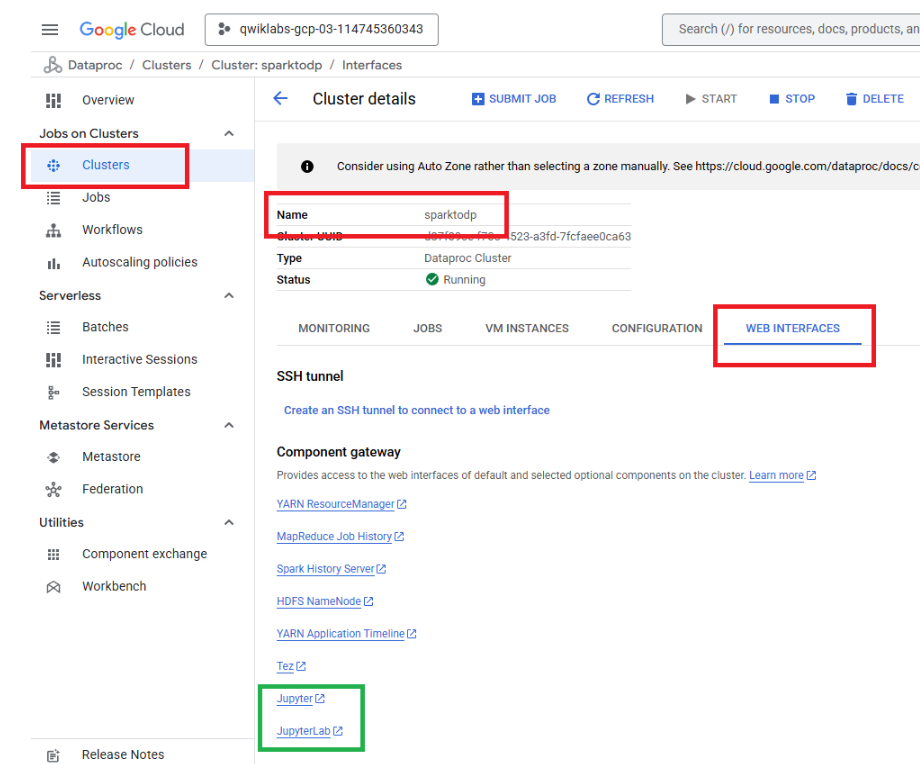 Google Cloud
qwiklabs-gcp-03-114745360343
Search (/) for resources, docs, products, an
Dataproc / Clusters / Cluster: sparktodp / Interfaces
Overview
Jobs on Clusters
Clusters
Jobs
Workflows
Autoscaling policies
Serverless
Batches
Interactive Sessions
Session Templates
Metastore Services
Metastore
Federation
Utilities
Component exchange
Workbench
Release Notes
Cluster details
SUBMIT JOB
REFRESH
START
STOP
DELETE
Consider using Auto Zone rather than selecting a zone manually. See https://cloud.google.com/dataproc/docs/c
Name sparktodp
Cluster UUID 4523-a3fd-7fcfaee0ca63
Type Dataproc Cluster
Status Running
MONITORING
JOBS
VM INSTANCES
CONFIGURATION
WEB INTERFACES
SSH tunnel
Create an SSH tunnel to connect to a web interface
Component gateway
Provides access to the web interfaces of default and selected optional components on the cluster. Learn more
YARN ResourceManager
MapReduce Job History
Spark History Server
HDFS NameNode
YARN Application Timeline
Tez
Jupyter
JupyterLab